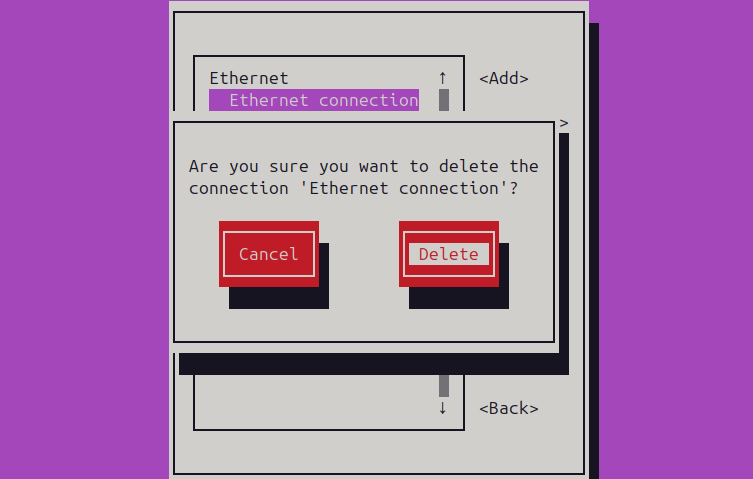 Ethernet ↑ <Add>
Ethernet connection
>
Are you sure you want to delete the
connection 'Ethernet connection'?
Cancel Delete
↓ <Back>